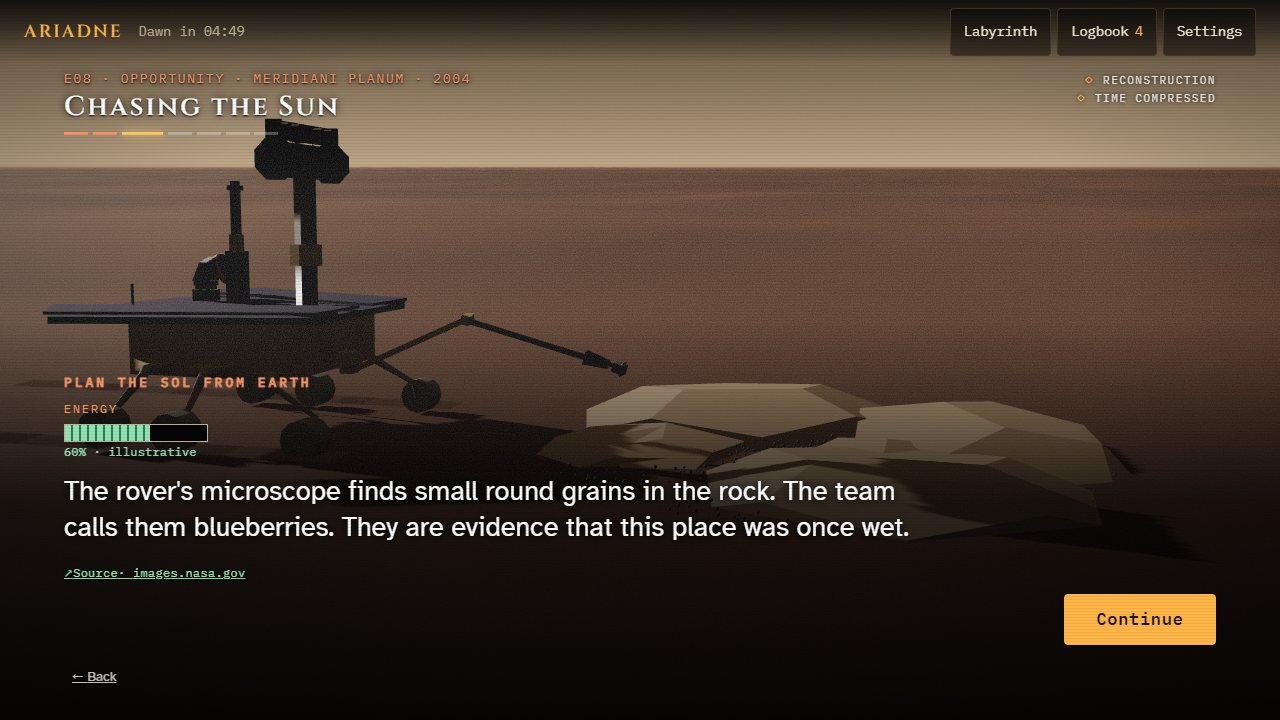 ARIADNE Dawn in 04:49 Labyrinth Logbook 4 Settings
E08 · OPPORTUNITY · MERIDIANI PLANUM · 2004
Chasing the Sun
◇ RECONSTRUCTION
◇ TIME COMPRESSED
PLAN THE SOL FROM EARTH
ENERGY
60% · illustrative
The rover's microscope finds small round grains in the rock. The team
calls them blueberries. They are evidence that this place was once wet.
↗Source· images.nasa.gov
Continue
← Back